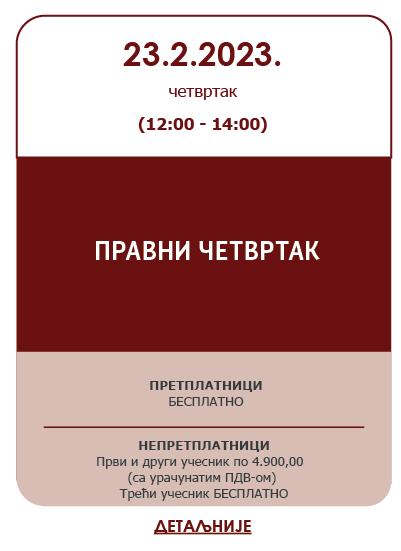 23.2.2023.
четвртак
(12:00 - 14:00)
ПРАВНИ ЧЕТВРТАК
ПРЕТПЛАТНИЦИ
БЕСПЛАТНО
НЕПРЕТПЛАТНИЦИ
Први и други учесник по 4.900,00
(са урачунатим ПДВ-ом)
Трећи учесник БЕСПЛАТНО
ДЕТАЉНИЈЕ